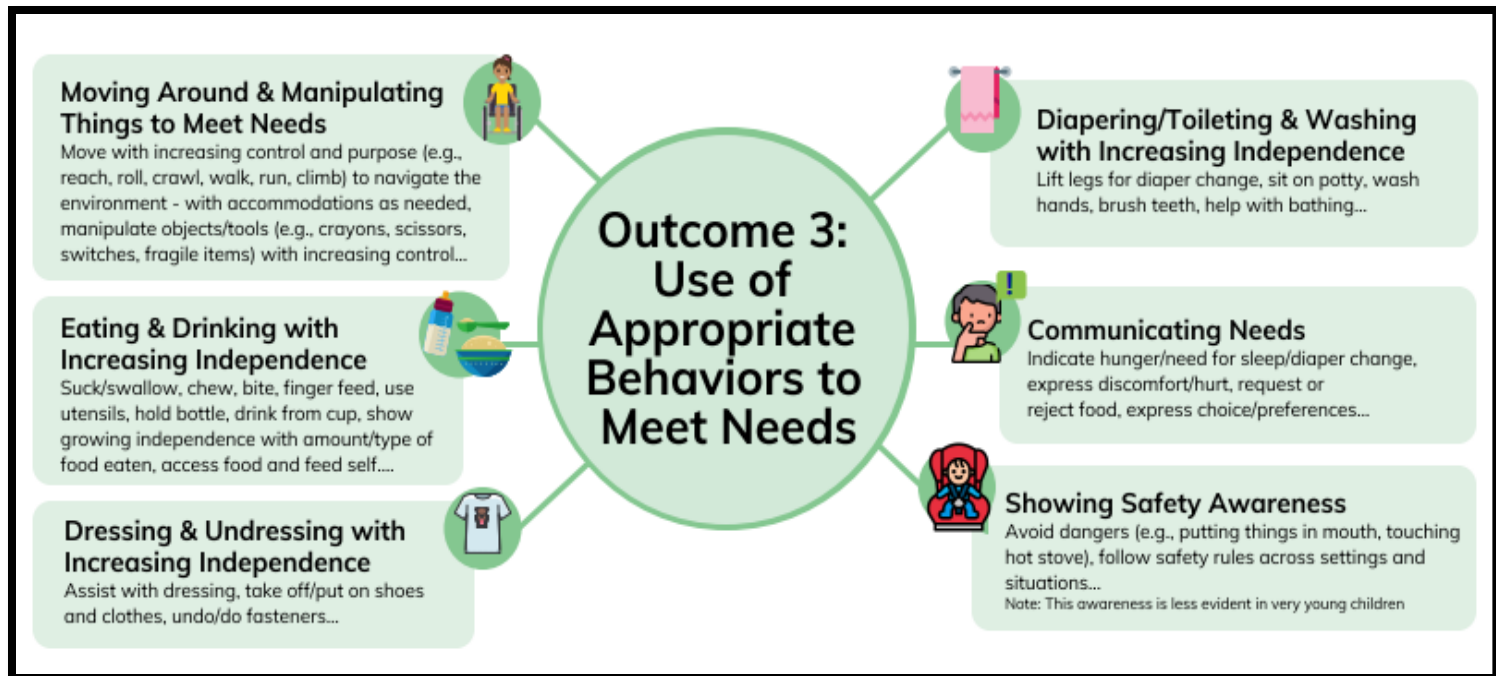 Moving Around & Manipulating
Things to Meet Needs
Move with increasing control and purpose (e.g.,
reach, roll, crawl, walk, run, climb) to navigate the
environment - with accommodations as needed,
manipulate objects/tools (e.g., crayons, scissors,
switches, fragile items) with increasing control...
Eating & Drinking with
Increasing Independence
Suck/swallow, chew, bite, finger feed, use
utensils, hold bottle, drink from cup, show
growing independence with amount/type of
food eaten, access food and feed self....
Dressing & Undressing with
Increasing Independence
Assist with dressing, take off/put on shoes
and clothes, undo/do fasteners...
Outcome 3:
Use of
Appropriate
Behaviors to
Meet Needs
Diapering/Toileting & Washing
with Increasing Independence
Lift legs for diaper change, sit on potty, wash
hands, brush teeth, help with bathing...
!
Communicating Needs
Indicate hunger/need for sleep/diaper change,
express discomfort/hurt, request or
reject food, express choice/preferences...
Showing Safety Awareness
Avoid dangers (e.g., putting things in mouth, touching
hot stove), follow safety rules across settings and
situations...
Note: This awareness is less evident in very young children